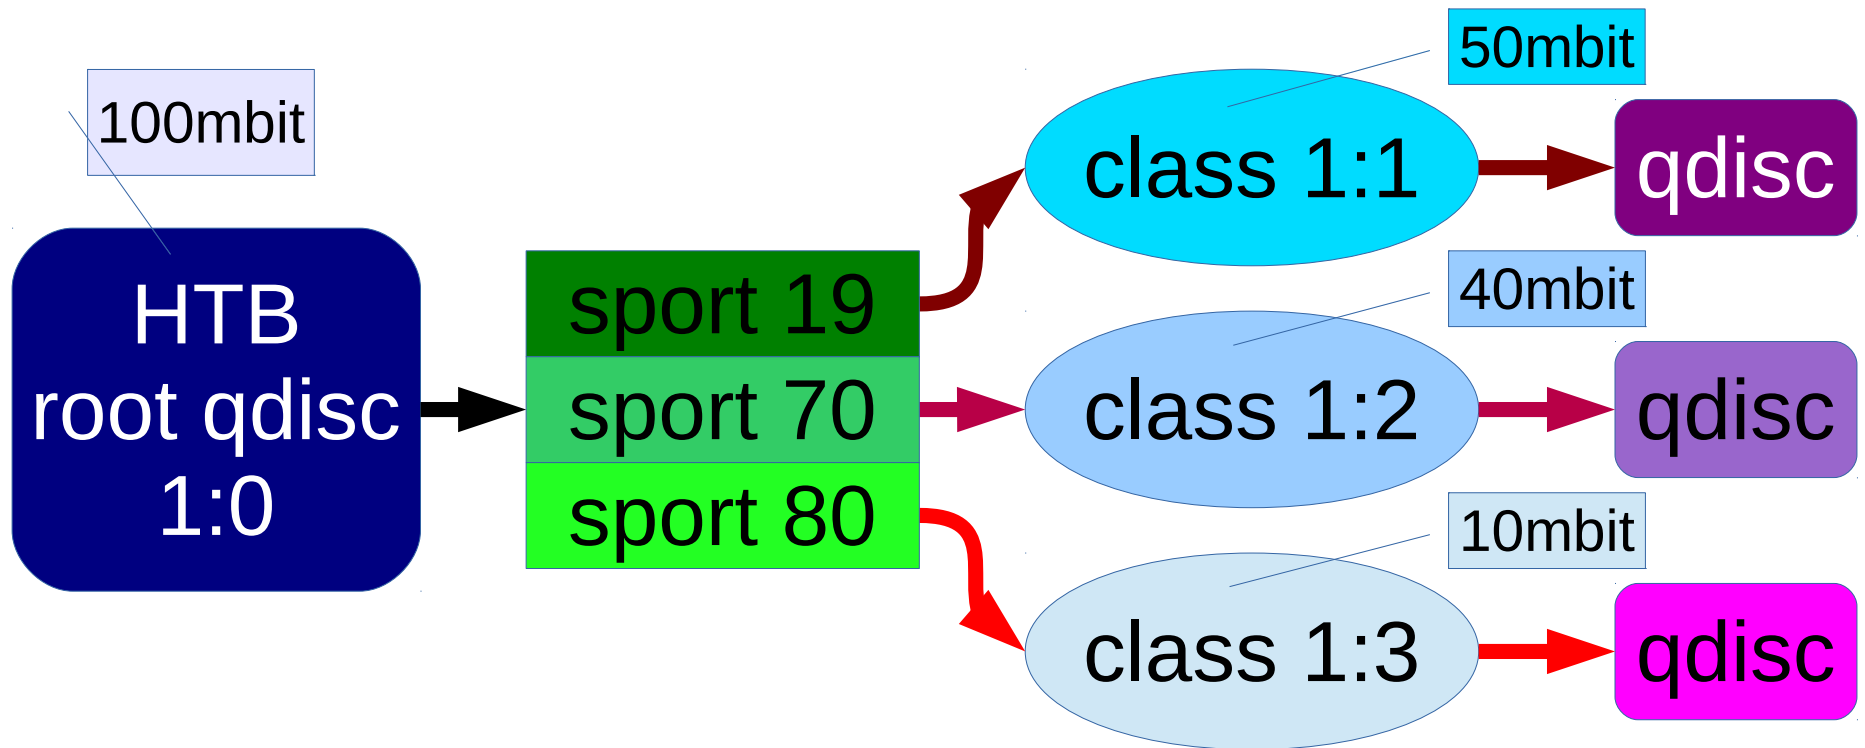 100mbit
HTB
root qdisc
1:0
sport 19
sport 70
sport 80
50mbit
class 1:1
qdisc
40mbit
class 1:2
qdisc
10mbit
class 1:3
qdisc